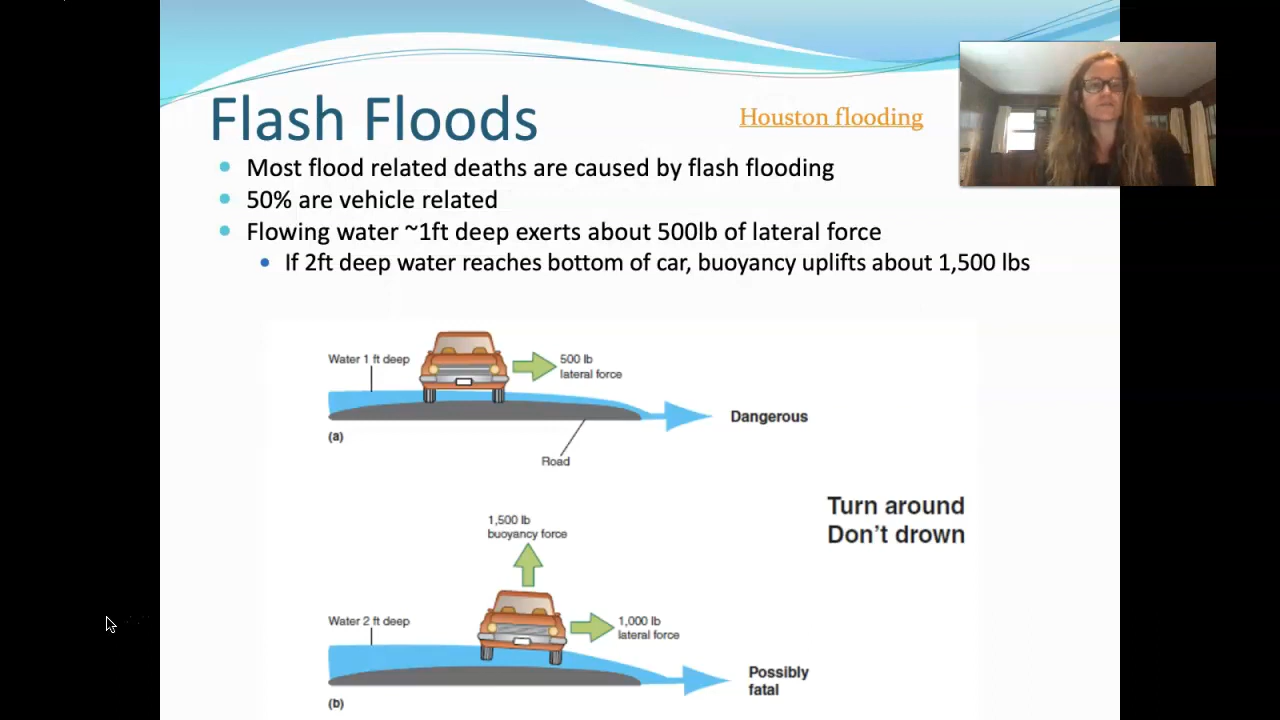 Flash Floods
Houston flooding
Most flood related deaths are caused by flash flooding
50% are vehicle related
Flowing water ~1ft deep exerts about 500lb of lateral force
If 2ft deep water reaches bottom of car, buoyancy uplifts about 1,500 lbs
Water 1 ft deep
500 lb
lateral force
Dangerous
(a)
Road
Turn around
Don't drown
1,500 lb
buoyancy force
Water 2 ft deep
1,000 lb
lateral force
Possibly
fatal
(b)